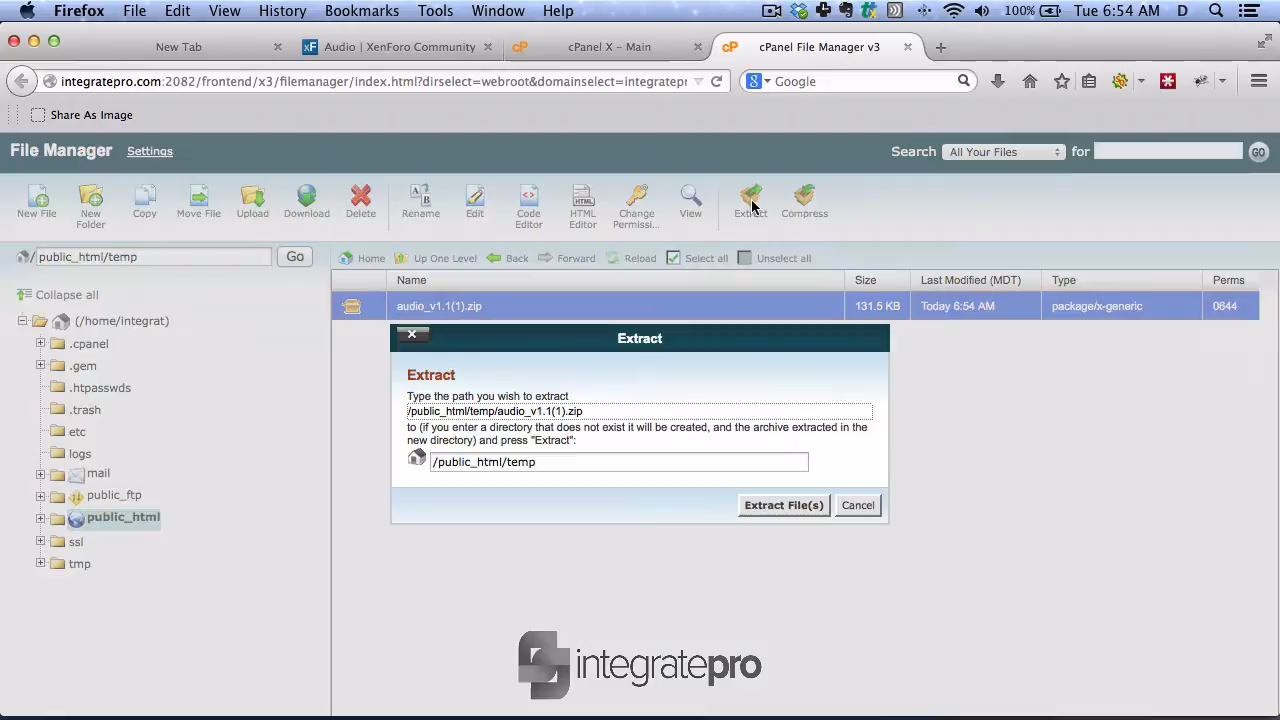 Firefox File Edit View History Bookmarks Tools Window Help 100% Tue 6:54 AM D
New Tab xF Audio | XenForo Community cP cPanel X - Main cP cPanel File Manager v3
integratepro.com:2082/frontend/x3/filemanager/index.html?dirselect=webroot&domainselect=integratepr Google
Share As Image
File Manager Settings Search All Your Files for GO
New File New Folder Copy Move File Upload Download Delete Rename Edit Code Editor HTML Editor Change Permissi... View Extract Compress
/ public_html/temp Go Home Up One Level Back Forward Reload Select all Unselect all
Name Size Last Modified (MDT) Type Perms
Collapse all
audio_v1.1(1).zip 131.5 KB Today 6:54 AM package/x-generic 0644
(/home/integrat)
.cpanel
.gem
.htpasswds
.trash
etc
logs
mail
public_ftp
public_html
ssl
tmp
Extract
Extract
Type the path you wish to extract
/public_html/temp/audio_v1.1(1).zip
to (if you enter a directory that does not exist it will be created, and the archive extracted in the
new directory) and press "Extract":
/public_html/temp
Extract File(s) Cancel
integratepro